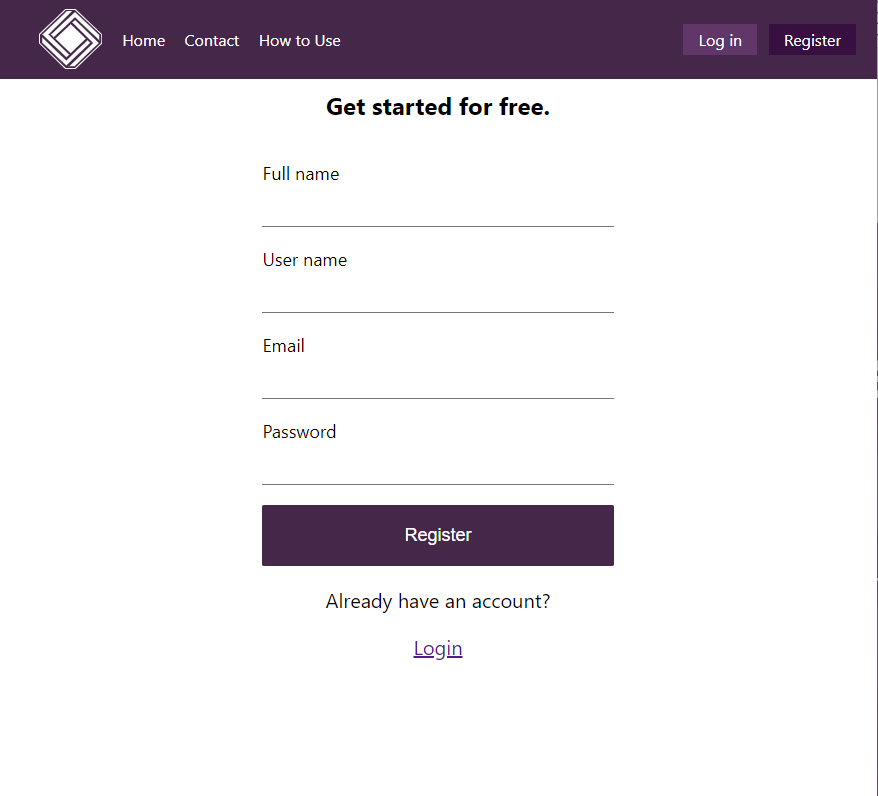 Home Contact How to Use Log in Register
Get started for free.
Full name
User name
Email
Password
Register
Already have an account?
Login